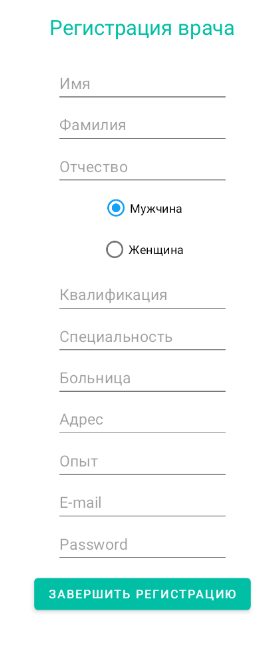 Регистрация врача
Имя
Фамилия
Отчество
Мужчина
Женщина
Квалификация
Специальность
Больница
Адрес
Опыт
E-mail
Password
ЗАВЕРШИТЬ РЕГИСТРАЦИЮ